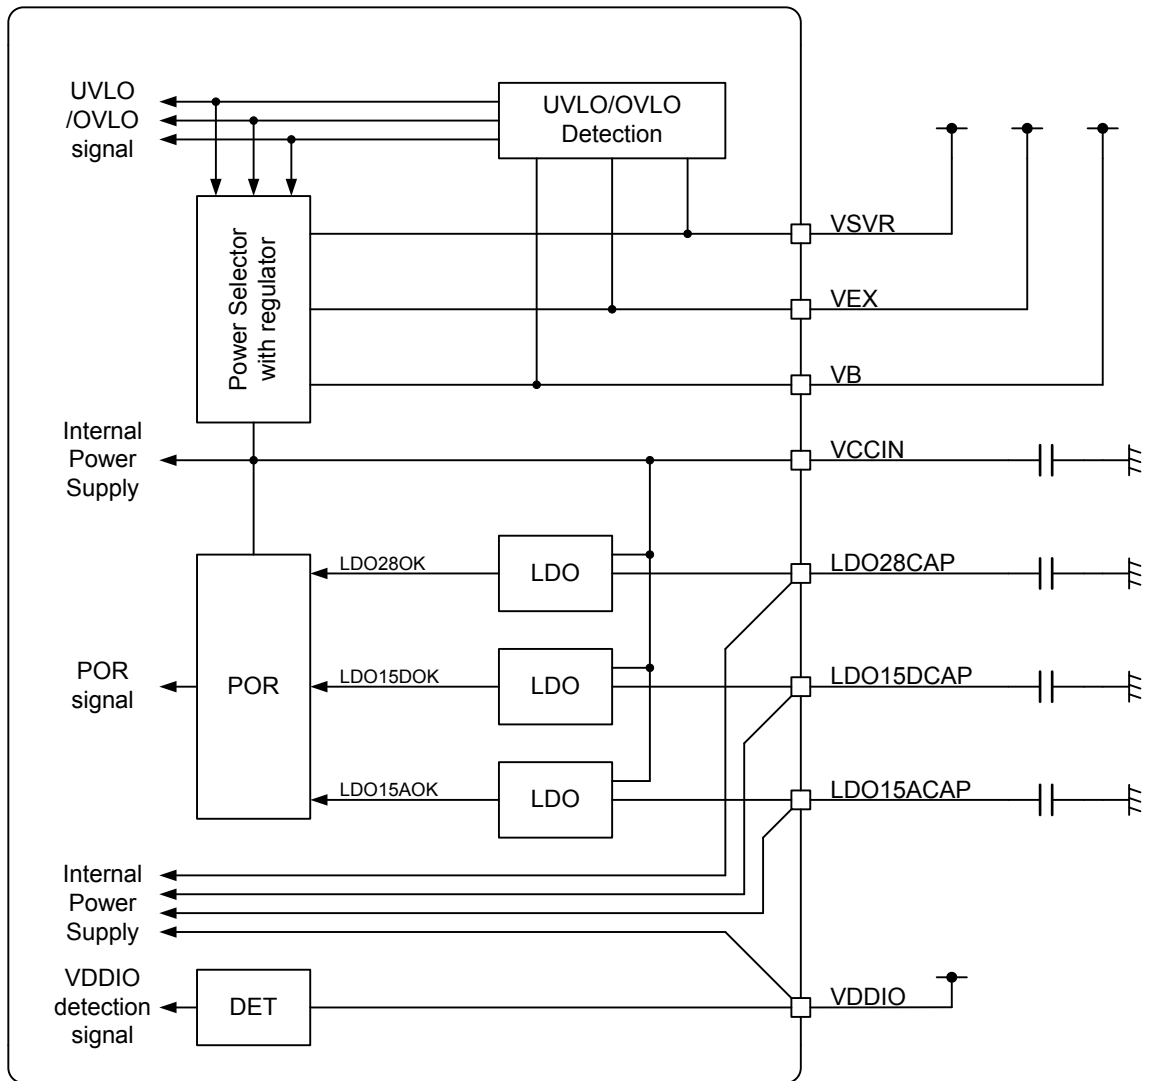 UVLO
/OVLO
signal
UVLO/OVLO
Detection
Power Selector
with regulator
VSVR
VEX
VB
Internal
Power
Supply
VCCIN
LDO28OK
LDO
LDO28CAP
POR
signal
POR
LDO15DOK
LDO
LDO15DCAP
LDO15AOK
LDO
LDO15ACAP
Internal
Power
Supply
VDDIO
detection
signal
DET
VDDIO